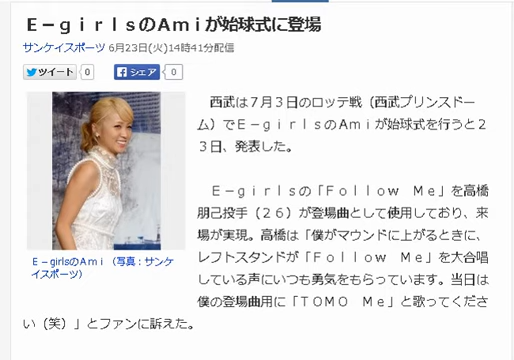 Ｅ－ｇｉｒｌｓのＡｍｉが始球式に登場
サンケイスポーツ 6月23日(火)14時41分配信
ツイート 0 シェア 0
西武は７月３日のロッテ戦（西武プリンスドー
ム）でＥ－ｇｉｒｌｓのＡｍｉが始球式を行うと２
３日、発表した。
Ｅ－ｇｉｒｌｓの「Ｆｏｌｌｏｗ　Ｍｅ」を高橋
朋己投手（２６）が登場曲として使用しており、来
場が実現。高橋は「僕がマウンドに上がるときに、
レフトスタンドが「Ｆｏｌｌｏｗ　Ｍｅ」を大合唱
している声にいつも勇気をもらっています。当日は
僕の登場曲用に「ＴＯＭＯ　Ｍｅ」と歌ってくださ
い（笑）」とファンに訴えた。
Ｅ－girlsのＡｍｉ（写真：サンケ
イスポーツ）